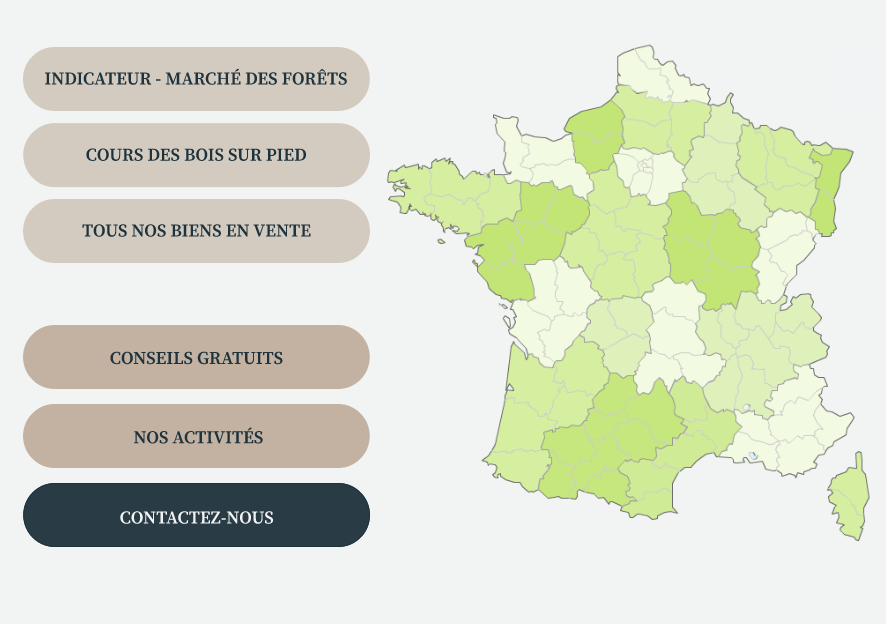 INDICATEUR - MARCHÉ DES FORÊTS
COURS DES BOIS SUR PIED
TOUS NOS BIENS EN VENTE
CONSEILS GRATUITS
NOS ACTIVITÉS
CONTACTEZ-NOUS